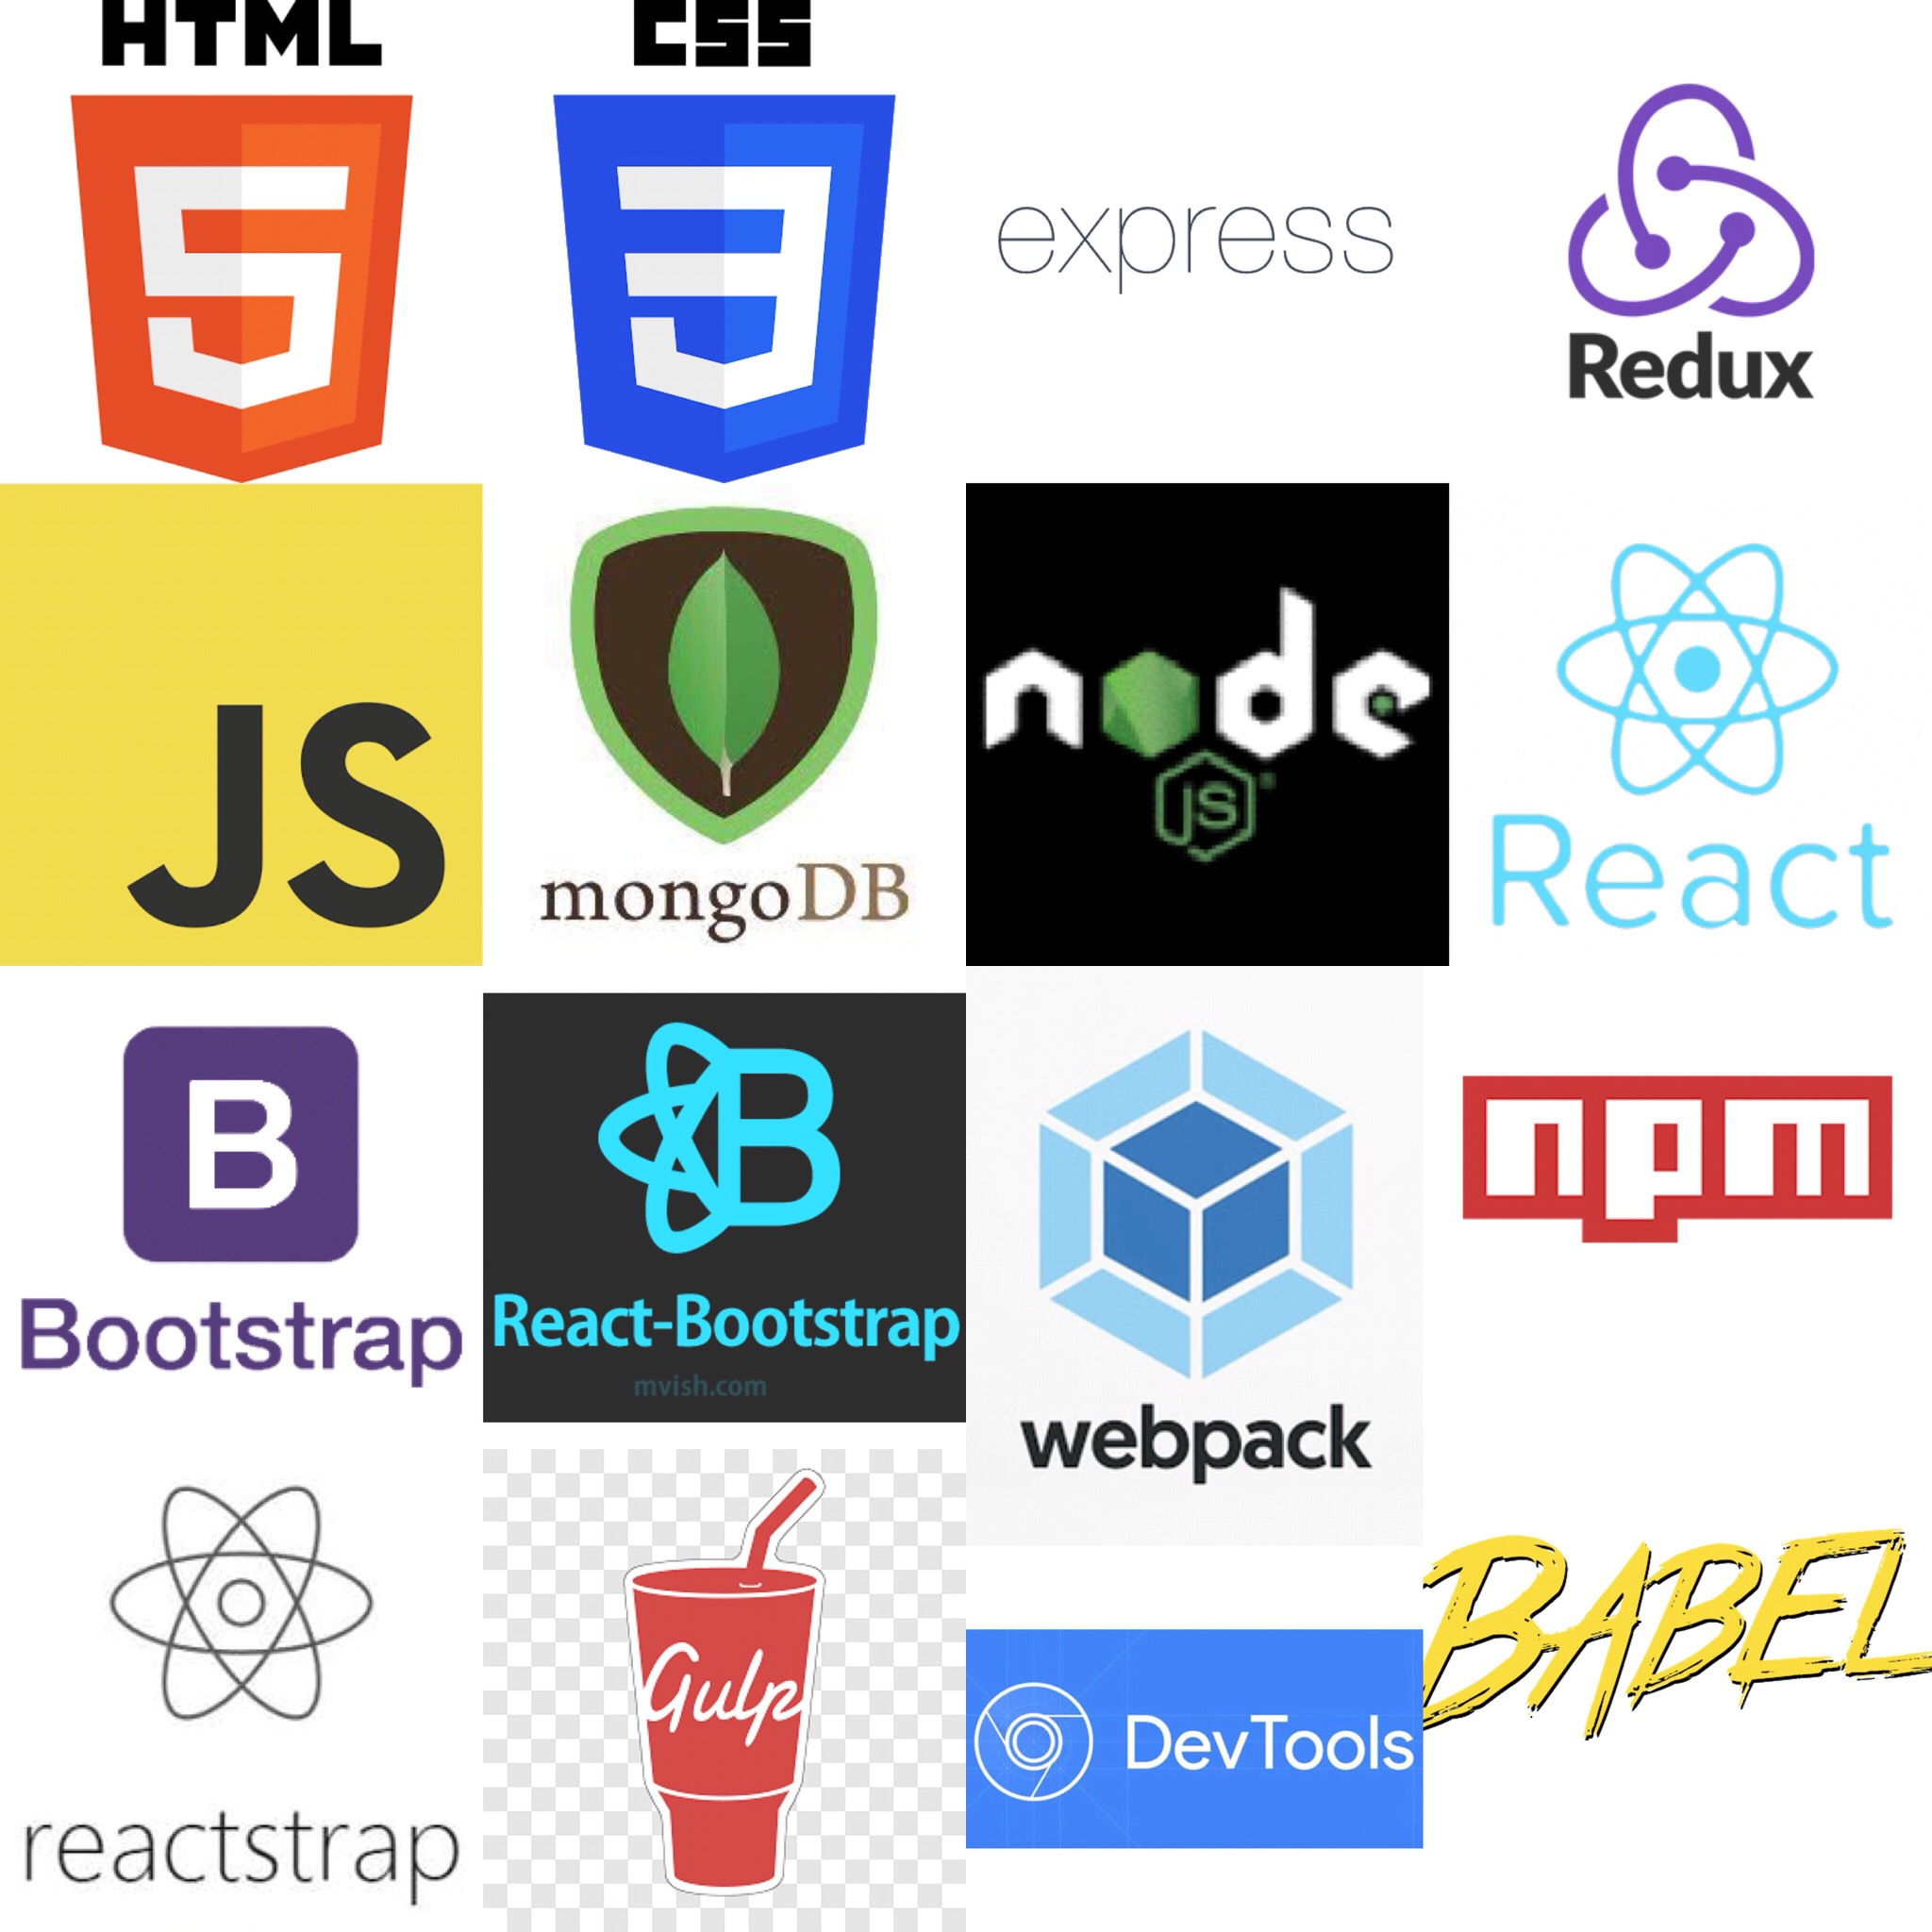 HTML
CSS
express
Redux
JS
mongoDB
node
JS
React
B
Bootstrap
B
React-Bootstrap
mvish.com
webpack
npm
reactstrap
Gulp
DevTools
BABEL